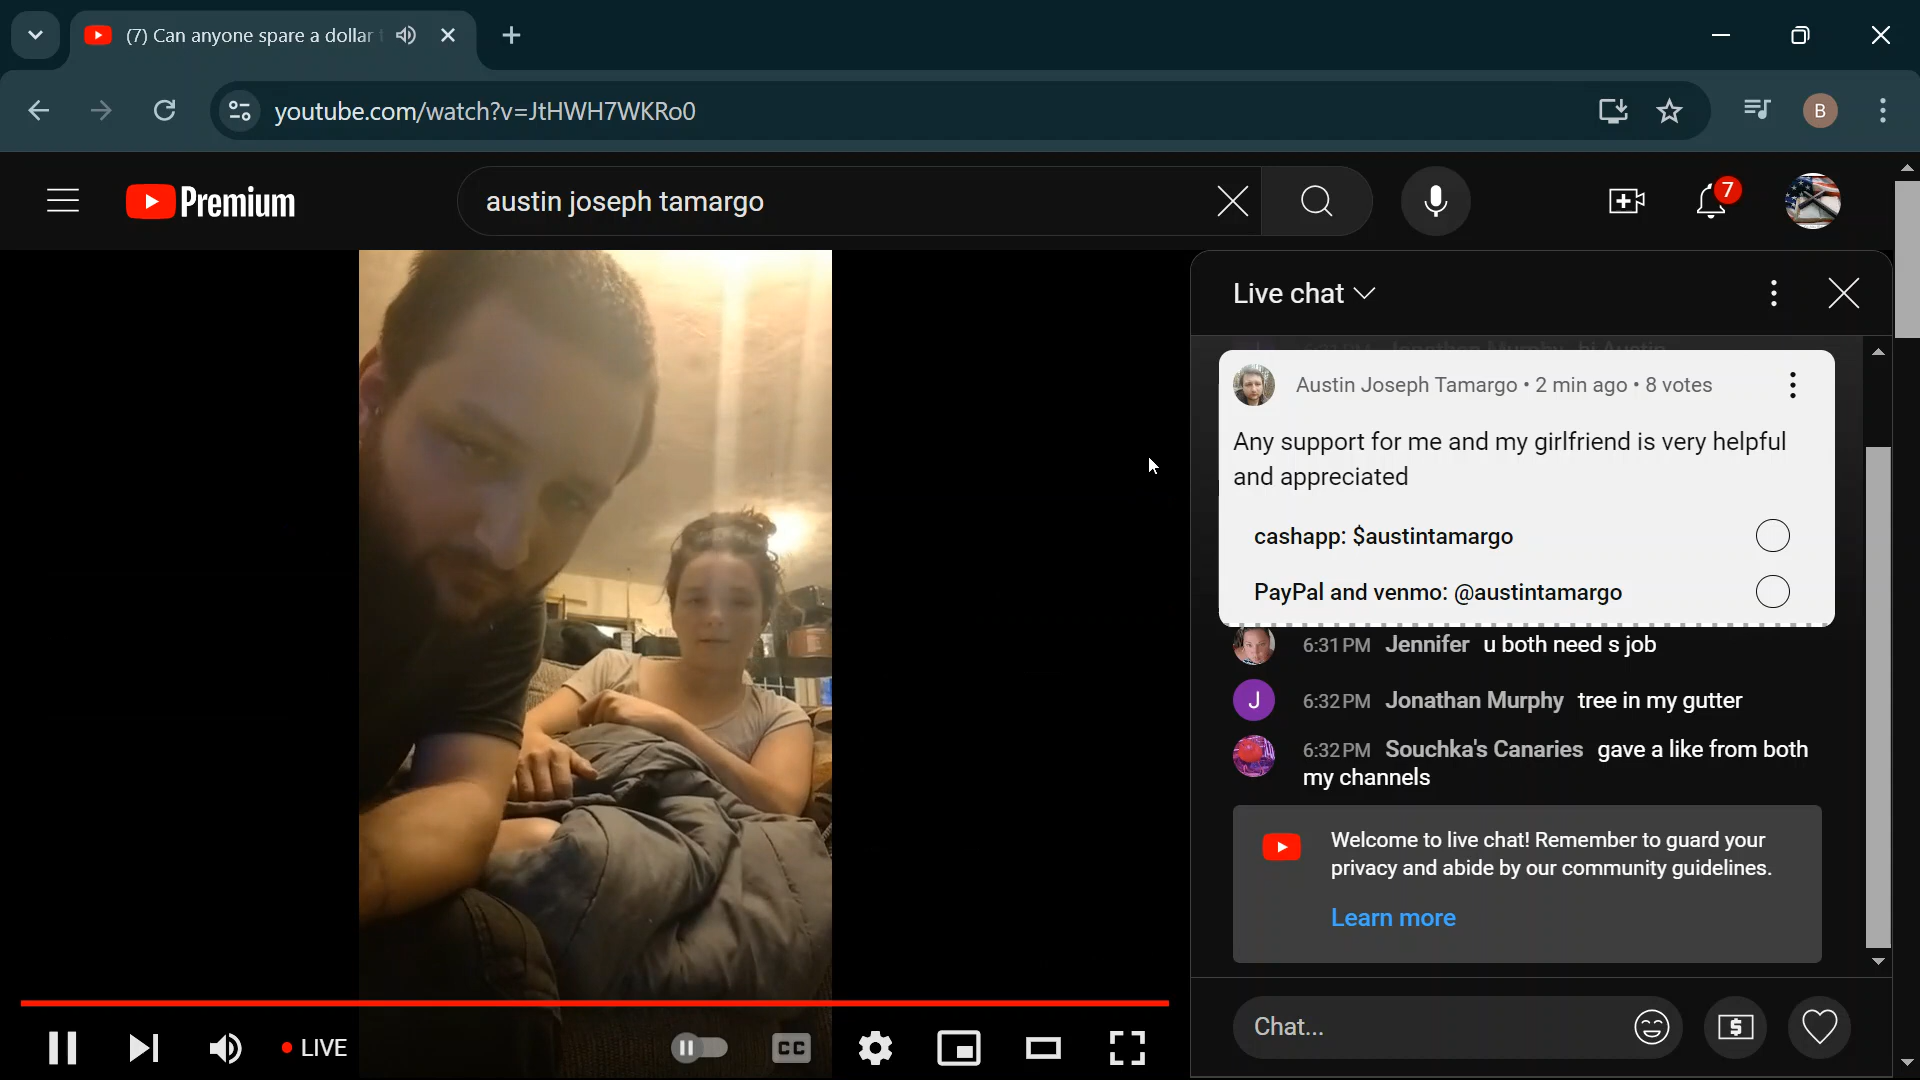 (7) Can anyone spare a dollar
youtube.com/watch?v=JtHWH7WKRo0
B
Premium
austin joseph tamargo
7
Live chat
Austin Joseph Tamargo • 2 min ago • 8 votes
Any support for me and my girlfriend is very helpful
and appreciated
cashapp: $austintamargo
PayPal and venmo: @austintamargo
6:31 PM Jennifer u both need s job
J 6:32 PM Jonathan Murphy tree in my gutter
6:32 PM Souchka's Canaries gave a like from both
my channels
Welcome to live chat! Remember to guard your
privacy and abide by our community guidelines.
Learn more
LIVE
CC
Chat...